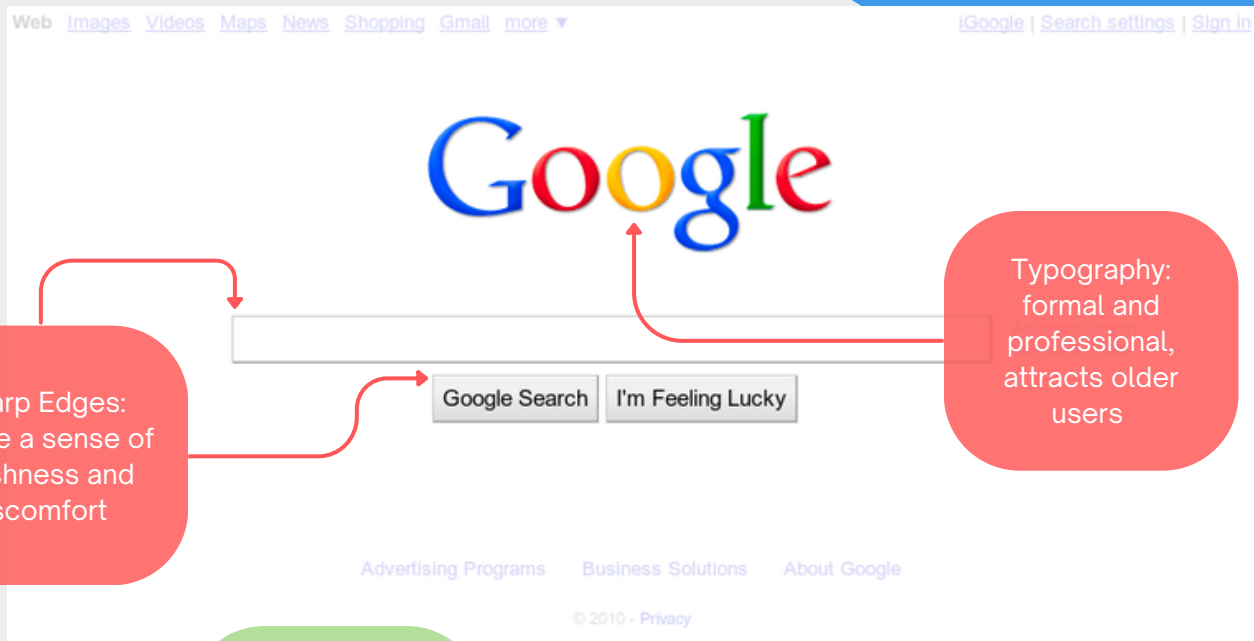 Web Images Videos Maps News Shopping Gmail more ▼
iGoogle | Search settings | Sign in
Google
Typography:
formal and
professional,
attracts older
users
Google Search I'm Feeling Lucky
arp Edges:
e a sense of
shness and
scomfort
Advertising Programs Business Solutions About Google
© 2010 - Privacy